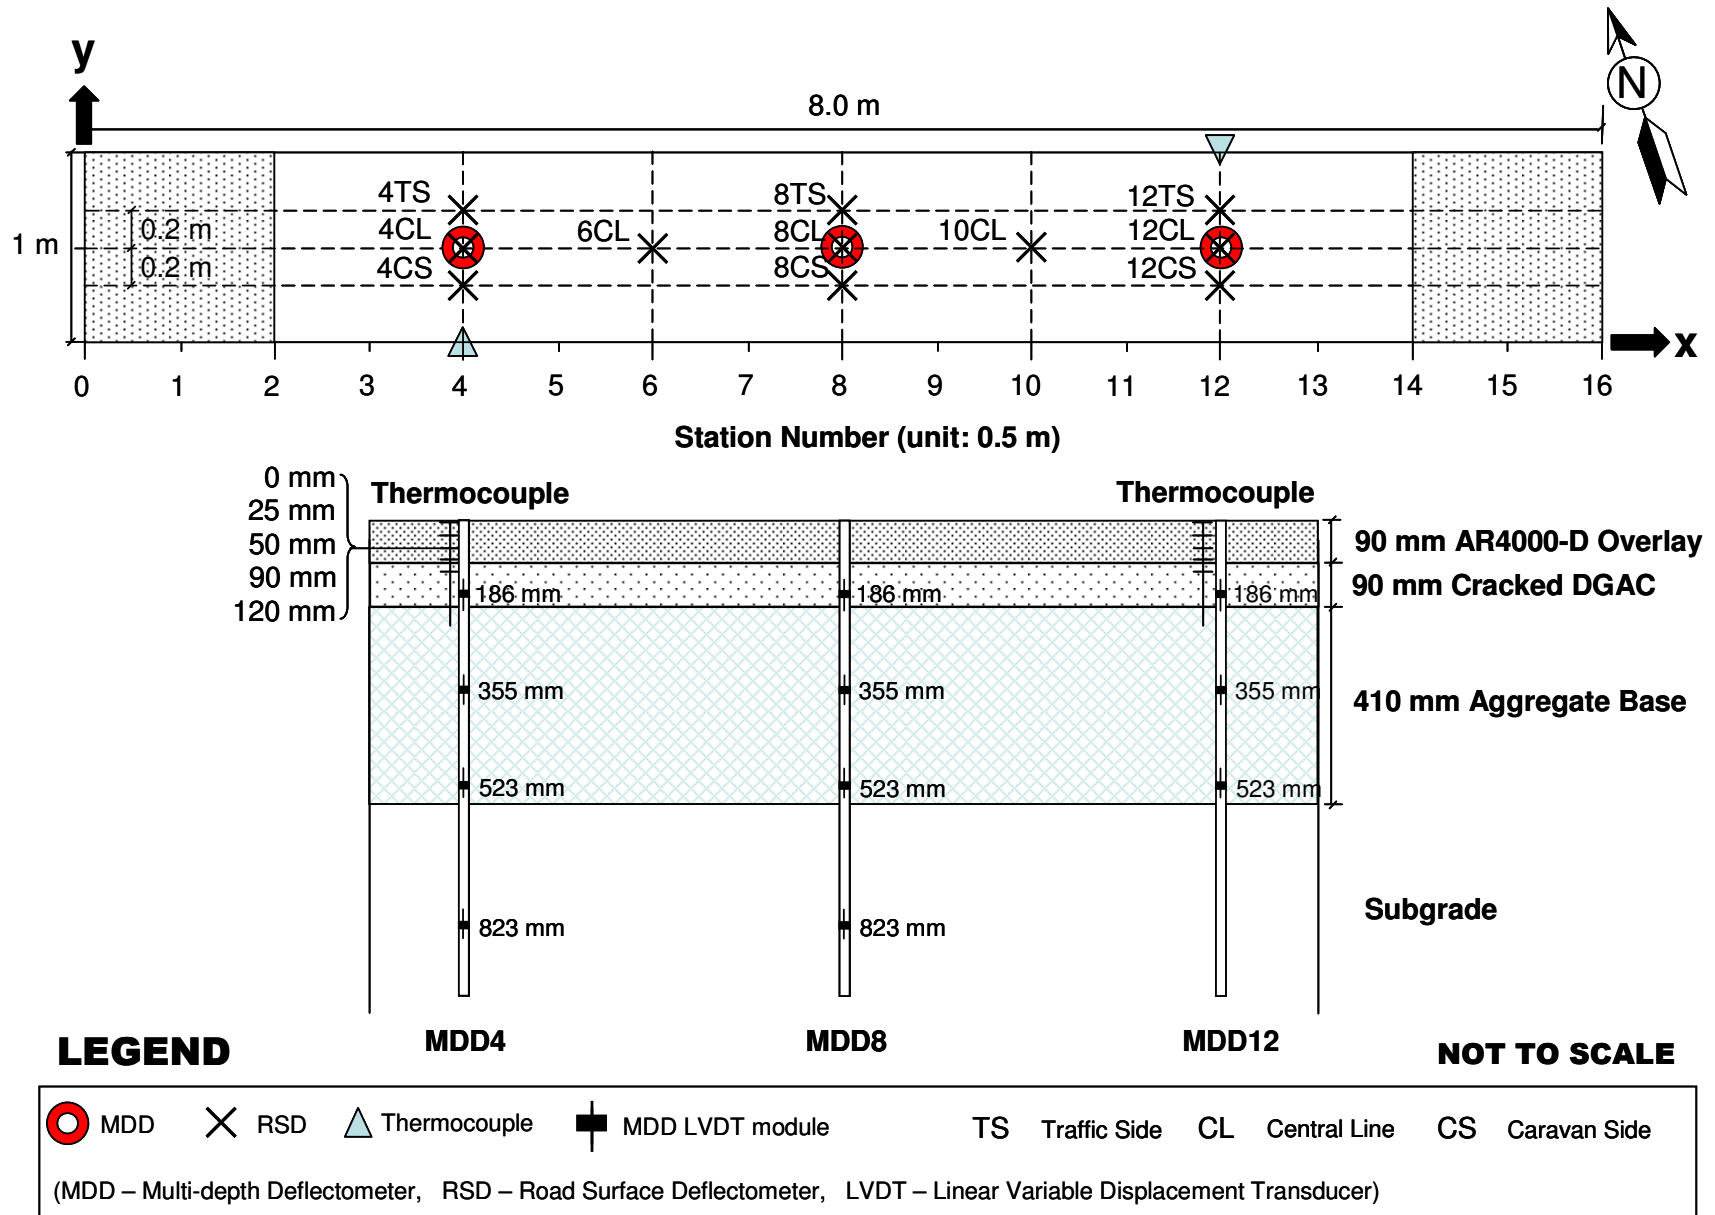 y
N
8.0 m
4TS 8TS 12TS
0.2 m 4CL 6CL 8CL 10CL 12CL
1 m
0.2 m 4CS 8CS 12CS
x
0 1 2 3 4 5 6 7 8 9 10 11 12 13 14 15 16
Station Number (unit: 0.5 m)
0 mm
25 mm
50 mm
90 mm
120 mm
Thermocouple Thermocouple
90 mm AR4000-D Overlay
90 mm Cracked DGAC
186 mm 186 mm 186 mm
355 mm 355 mm 355 mm
410 mm Aggregate Base
523 mm 523 mm 523 mm
Subgrade
823 mm 823 mm
MDD4 MDD8 MDD12
LEGEND NOT TO SCALE
MDD RSD Thermocouple MDD LVDT module TS Traffic Side CL Central Line CS Caravan Side
(MDD – Multi-depth Deflectometer, RSD – Road Surface Deflectometer, LVDT – Linear Variable Displacement Transducer)